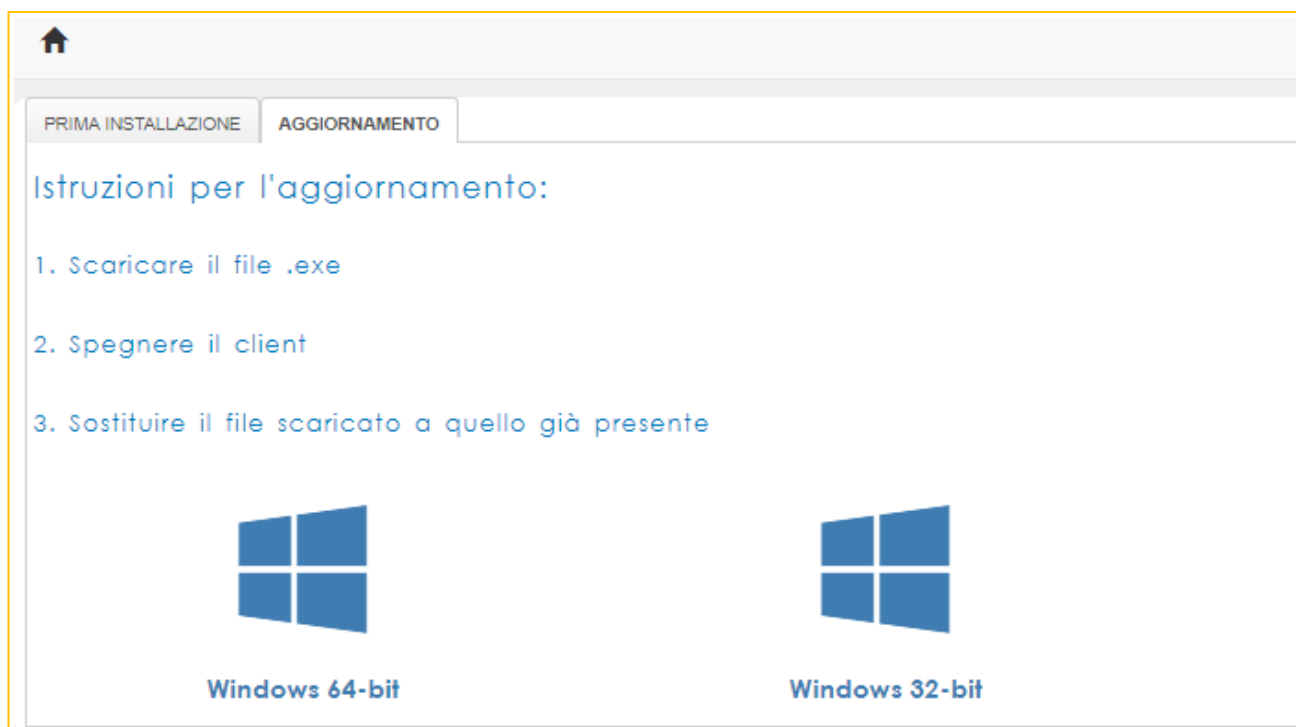 PRIMA INSTALLAZIONE
AGGIORNAMENTO
Istruzioni per l'aggiornamento:
1. Scaricare il file .exe
2. Spegnere il client
3. Sostituire il file scaricato a quello già presente
Windows 64-bit
Windows 32-bit